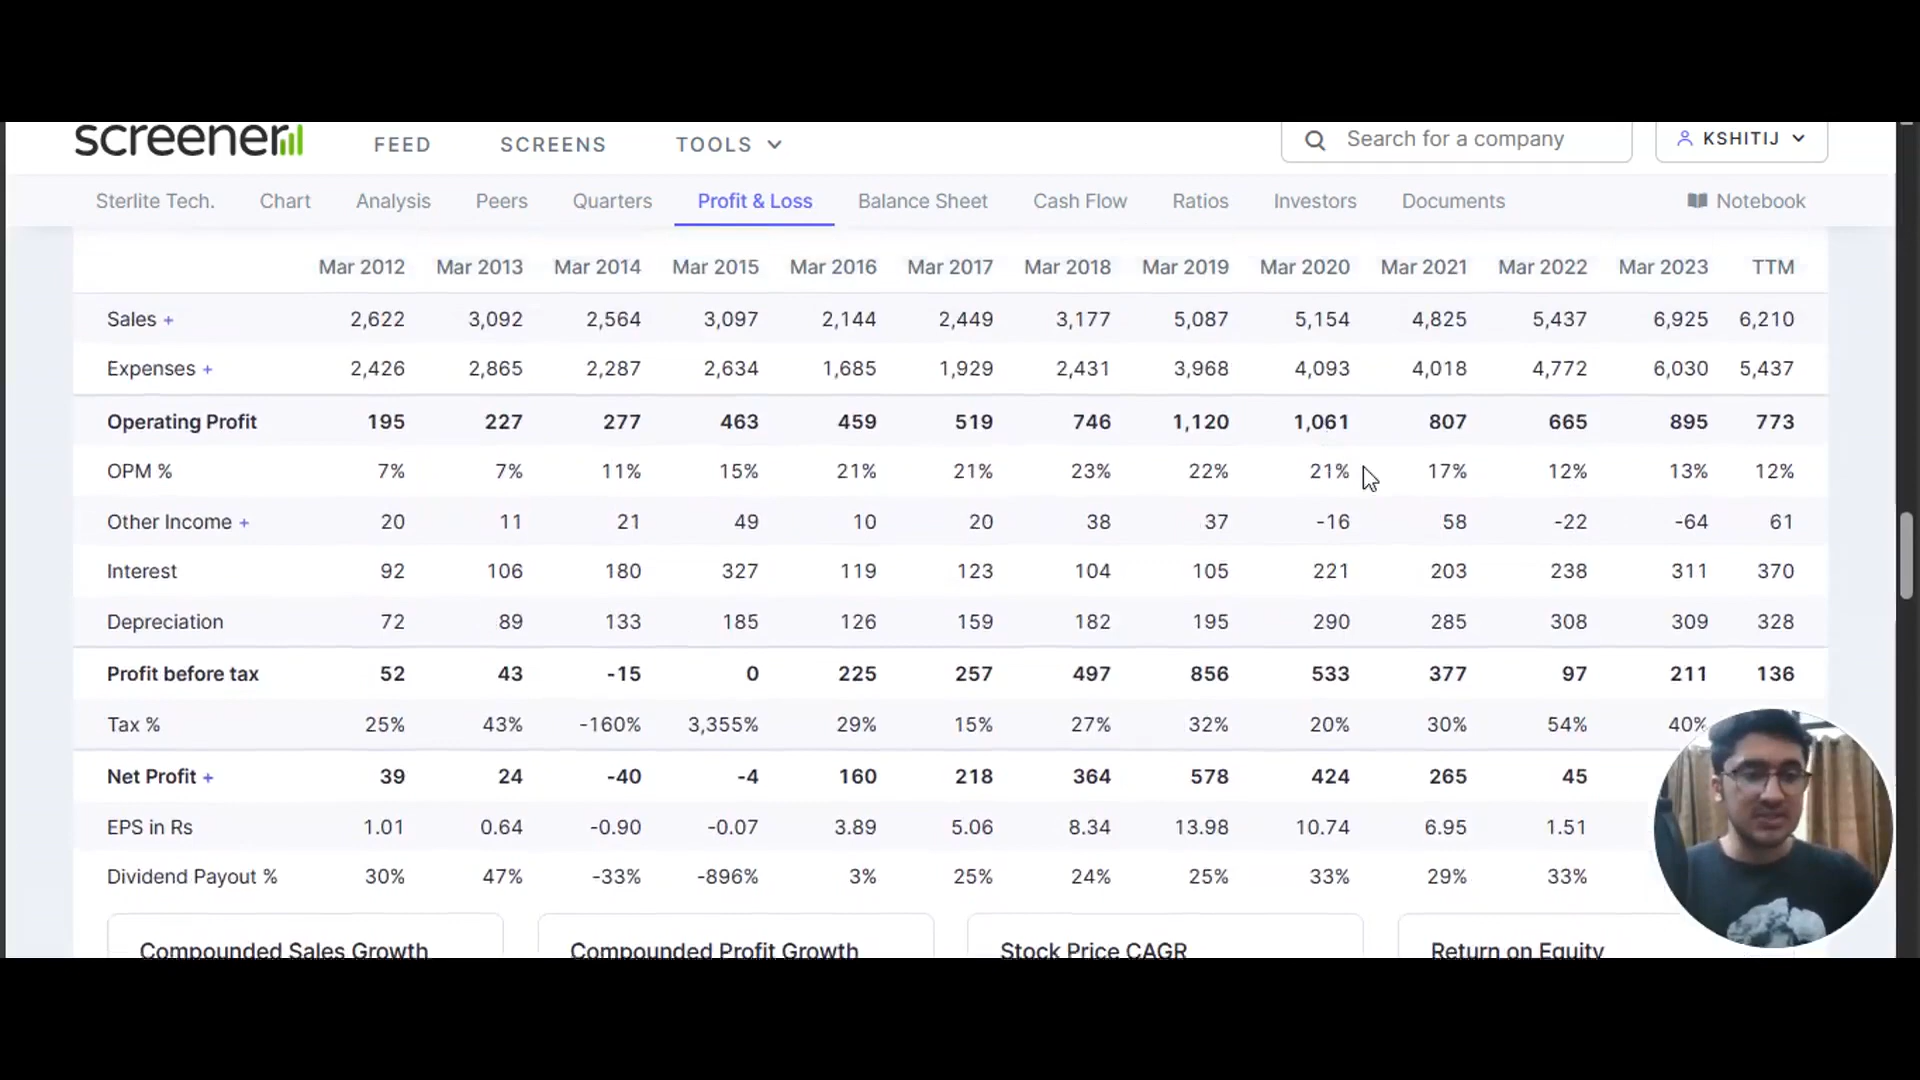 screener FEED SCREENS TOOLS Search for a company KSHITIJ
Sterlite Tech. Chart Analysis Peers Quarters Profit & Loss Balance Sheet Cash Flow Ratios Investors Documents Notebook
Mar 2012 Mar 2013 Mar 2014 Mar 2015 Mar 2016 Mar 2017 Mar 2018 Mar 2019 Mar 2020 Mar 2021 Mar 2022 Mar 2023 TTM
Sales + 2,622 3,092 2,564 3,097 2,144 2,449 3,177 5,087 5,154 4,825 5,437 6,925 6,210
Expenses + 2,426 2,865 2,287 2,634 1,685 1,929 2,431 3,968 4,093 4,018 4,772 6,030 5,437
Operating Profit 195 227 277 463 459 519 746 1,120 1,061 807 665 895 773
OPM % 7% 7% 11% 15% 21% 21% 23% 22% 21% 17% 12% 13% 12%
Other Income + 20 11 21 49 10 20 38 37 -16 58 -22 -64 61
Interest 92 106 180 327 119 123 104 105 221 203 238 311 370
Depreciation 72 89 133 185 126 159 182 195 290 285 308 309 328
Profit before tax 52 43 -15 0 225 257 497 856 533 377 97 211 136
Tax % 25% 43% -160% 3,355% 29% 15% 27% 32% 20% 30% 54% 40%
Net Profit + 39 24 -40 -4 160 218 364 578 424 265 45
EPS in Rs 1.01 0.64 -0.90 -0.07 3.89 5.06 8.34 13.98 10.74 6.95 1.51
Dividend Payout % 30% 47% -33% -896% 3% 25% 24% 25% 33% 29% 33%
Compounded Sales Growth Compounded Profit Growth Stock Price CAGR Return on Equity